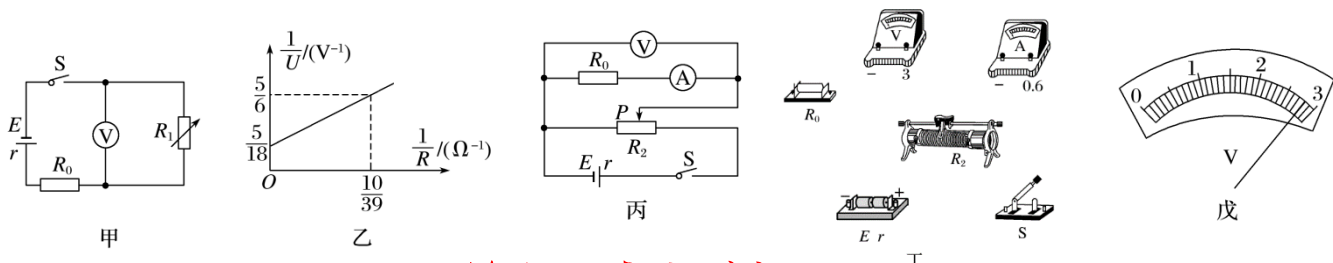 S
E
r
V
R₁
R₀
甲
1/U/(V⁻¹)
5/6
5/18
O
10/39
1/R/(Ω⁻¹)
乙
V
R₀
A
P
R₂
E r
S
丙
V
− 3
A
− 0.6
R₀
R₂
− +
E r
S
丁
0 1 2 3
V
戊